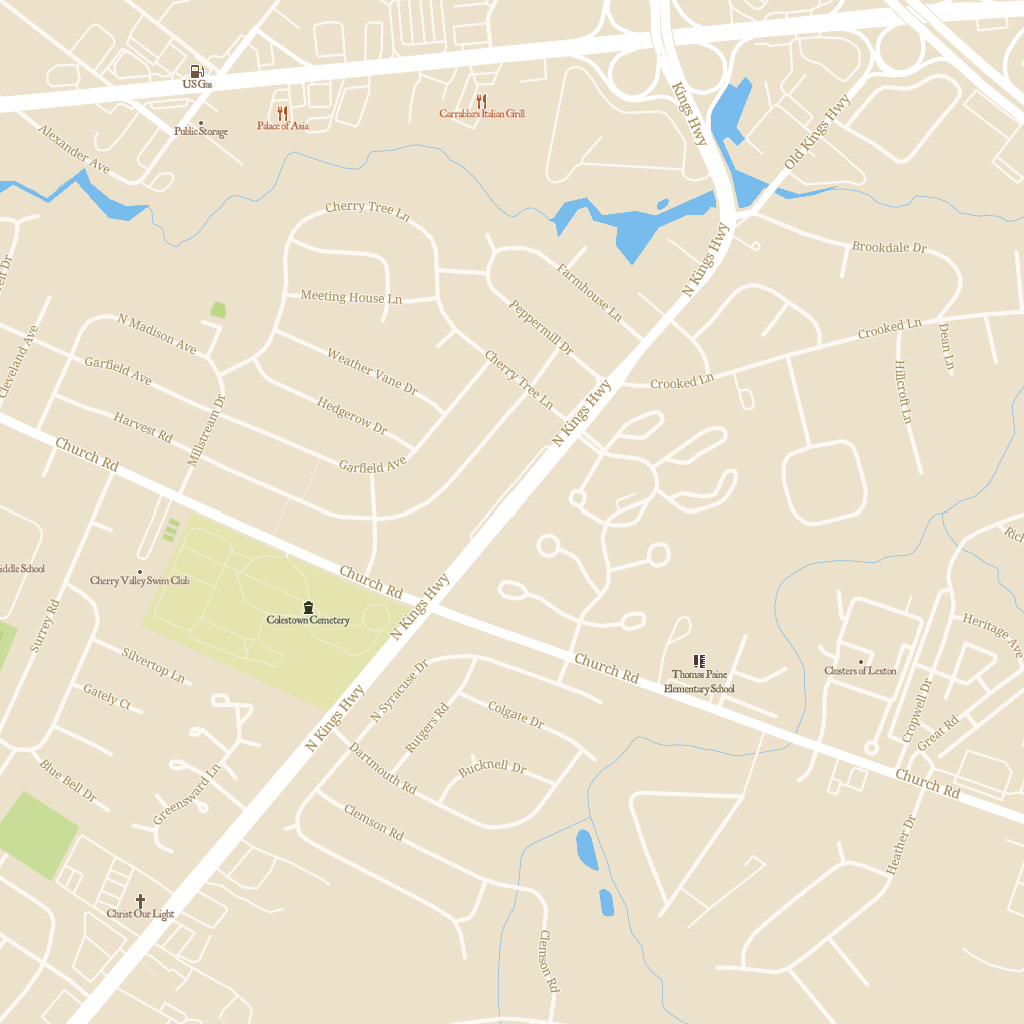 Kings Hwy
US Gas
Carrabba's Italian Grill
Palace of Asia
Public Storage
Old Kings Hwy
Alexander Ave
Cherry Tree Ln
Brookdale Dr
N Kings Hwy
Farmhouse Ln
Meeting House Ln
Peppermill Dr
N Madison Ave
Crooked Ln
Dean Ln
Cleveland Ave
Garfield Ave
Weather Vane Dr
Cherry Tree Ln
Crooked Ln
Hillcroft Ln
Hedgerow Dr
N Kings Hwy
Harvest Rd
Millstream Dr
Church Rd
Garfield Ave
Church Rd
Cherry Valley Swim Club
N Kings Hwy
Colestown Cemetery
Surrey Rd
Heritage Ave
Silvertop Ln
Church Rd
Thomas Paine
Elementary School
Clusters of Lexton
Gately Ct
N Syracuse Dr
N Kings Hwy
Rutgers Rd
Colgate Dr
Cropwell Dr
Great Rd
Blue Bell Dr
Greensward Ln
Dartmouth Rd
Bucknell Dr
Church Rd
Clemson Rd
Heather Dr
Christ Our Light
Clemson Rd